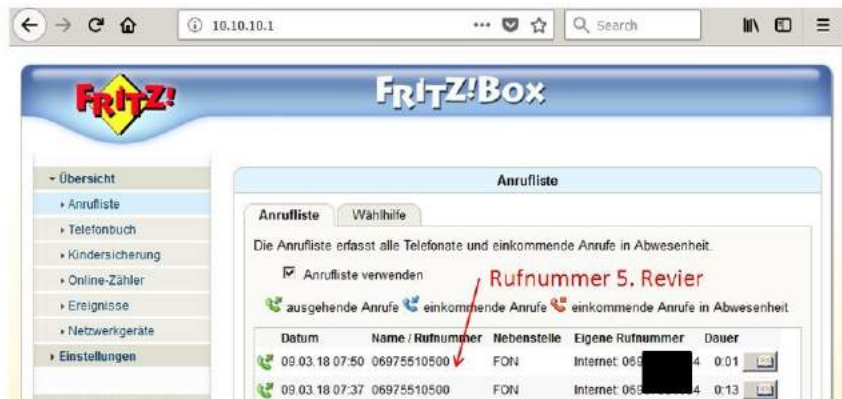 10.10.10.1
Search
FRITZ!
FRITZ!Box
Übersicht
Anrufliste
Telefonbuch
Kindersicherung
Online-Zähler
Ereignisse
Netzwerkgeräte
Einstellungen
Anrufliste
Anrufliste Wählhilfe
Die Anrufliste erfasst alle Telefonate und einkommende Anrufe in Abwesenheit.
Anrufliste verwenden
Rufnummer 5. Revier
ausgehende Anrufe einkommende Anrufe einkommende Anrufe in Abwesenheit
Datum Name / Rufnummer Nebenstelle Eigene Rufnummer Dauer
09.03.18 07:50 06975510500 FON Internet: 4 0:01
09.03.18 07:37 06975510500 FON Internet: 4 0:13